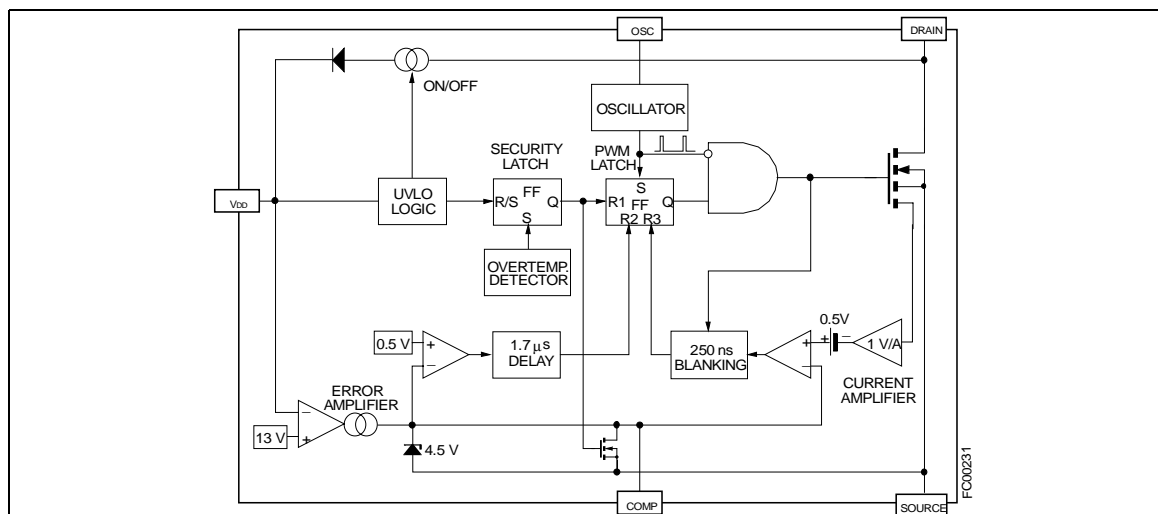 OSC
DRAIN
ON/OFF
OSCILLATOR
SECURITY
LATCH
PWM
LATCH
VDD
UVLO
LOGIC
R/S
FF
Q
S
R1
S
FF
Q
R2 R3
OVERTEMP.
DETECTOR
0.5 V
+
−
1.7 μs
DELAY
250 ns
BLANKING
+
−
0.5V
+
−
1 V/A
CURRENT
AMPLIFIER
ERROR
AMPLIFIER
−
+
13 V
4.5 V
COMP
SOURCE
FC00231